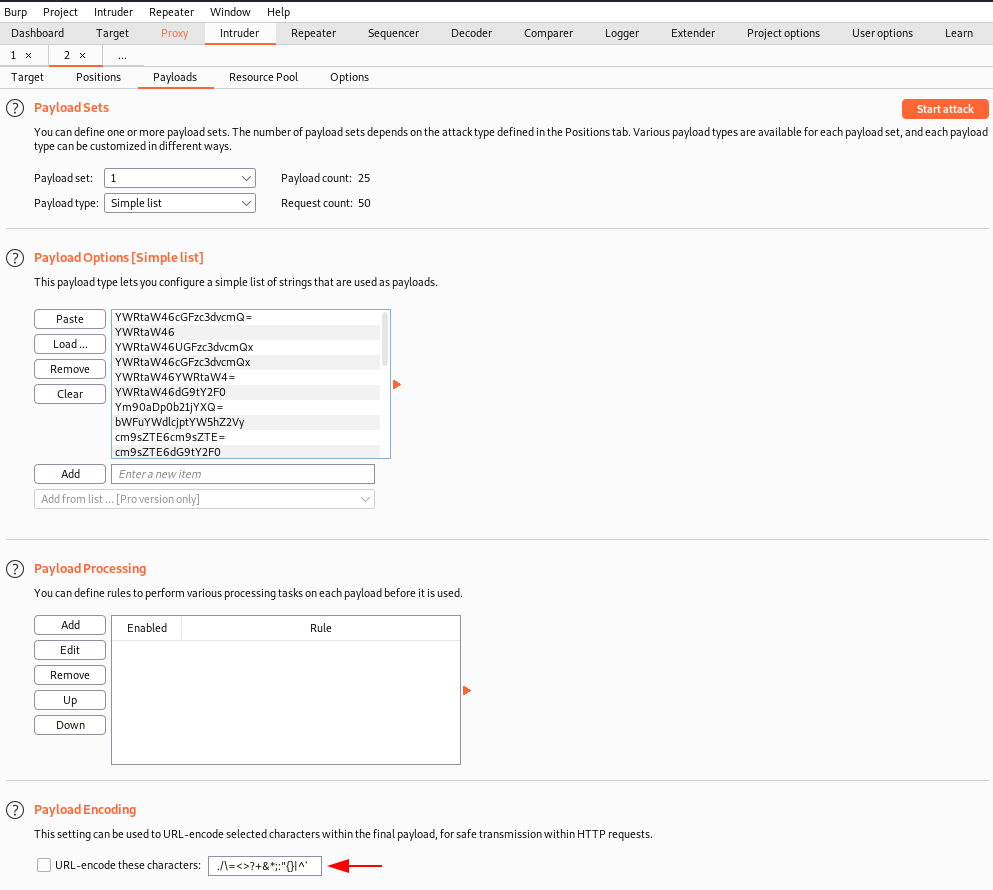 Burp Project Intruder Repeater Window Help
Dashboard Target Proxy Intruder Repeater Sequencer Decoder Comparer Logger Extender Project options User options Learn
1 × 2 × ...
Target Positions Payloads Resource Pool Options
? Payload Sets Start attack
You can define one or more payload sets. The number of payload sets depends on the attack type defined in the Positions tab. Various payload types are available for each payload set, and each payload
type can be customized in different ways.
Payload set: 1 Payload count: 25
Payload type: Simple list Request count: 50
? Payload Options [Simple list]
This payload type lets you configure a simple list of strings that are used as payloads.
Paste YWRtaW46cGFzc3dvcmQ=
YWRtaW46
Load ... YWRtaW46UGFzc3dvcmQx
YWRtaW46cGFzc3dvcmQx
Remove YWRtaW46YWRtaW4=
Clear YWRtaW46dG9tY2F0
Ym90aDp0b21jYXQ=
bWFuYWdlcjptYW5hZ2Vy
cm9sZTE6cm9sZTE=
cm9sZTE6dG9tY2F0
Add Enter a new item
Add from list ... [Pro version only]
? Payload Processing
You can define rules to perform various processing tasks on each payload before it is used.
Add Enabled Rule
Edit
Remove
Up
Down
? Payload Encoding
This setting can be used to URL-encode selected characters within the final payload, for safe transmission within HTTP requests.
URL-encode these characters: ./\=<>?+&*;:"{}|^`